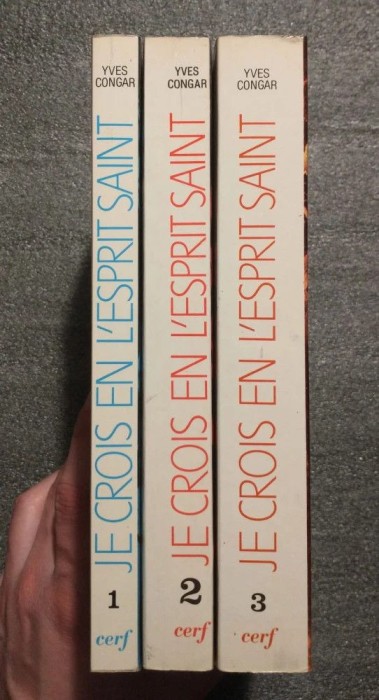 YVES
CONGAR
JE CROIS EN L'ESPRIT SAINT
1
cerf
YVES
CONGAR
JE CROIS EN L'ESPRIT SAINT
2
cerf
YVES
CONGAR
JE CROIS EN L'ESPRIT SAINT
3
cerf